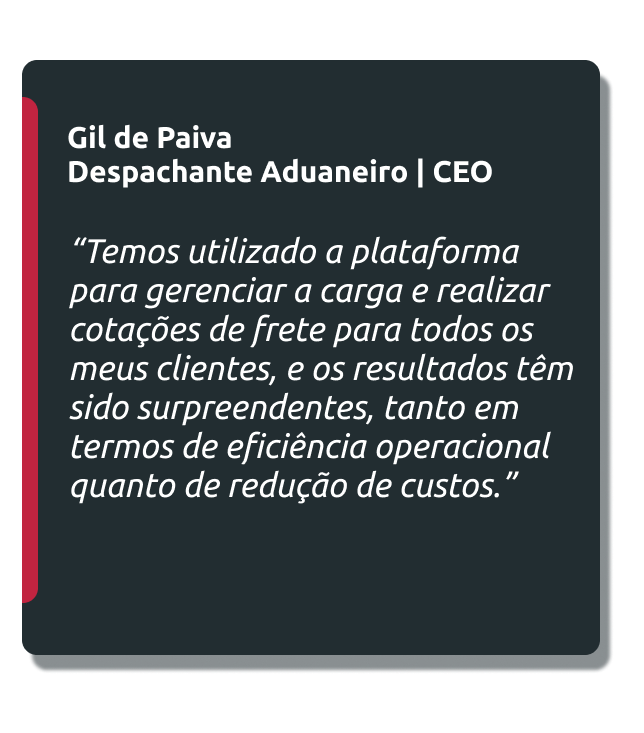 Gil de Paiva
Despachante Aduaneiro | CEO
“Temos utilizado a plataforma
para gerenciar a carga e realizar
cotações de frete para todos os
meus clientes, e os resultados têm
sido surpreendentes, tanto em
termos de eficiência operacional
quanto de redução de custos.”